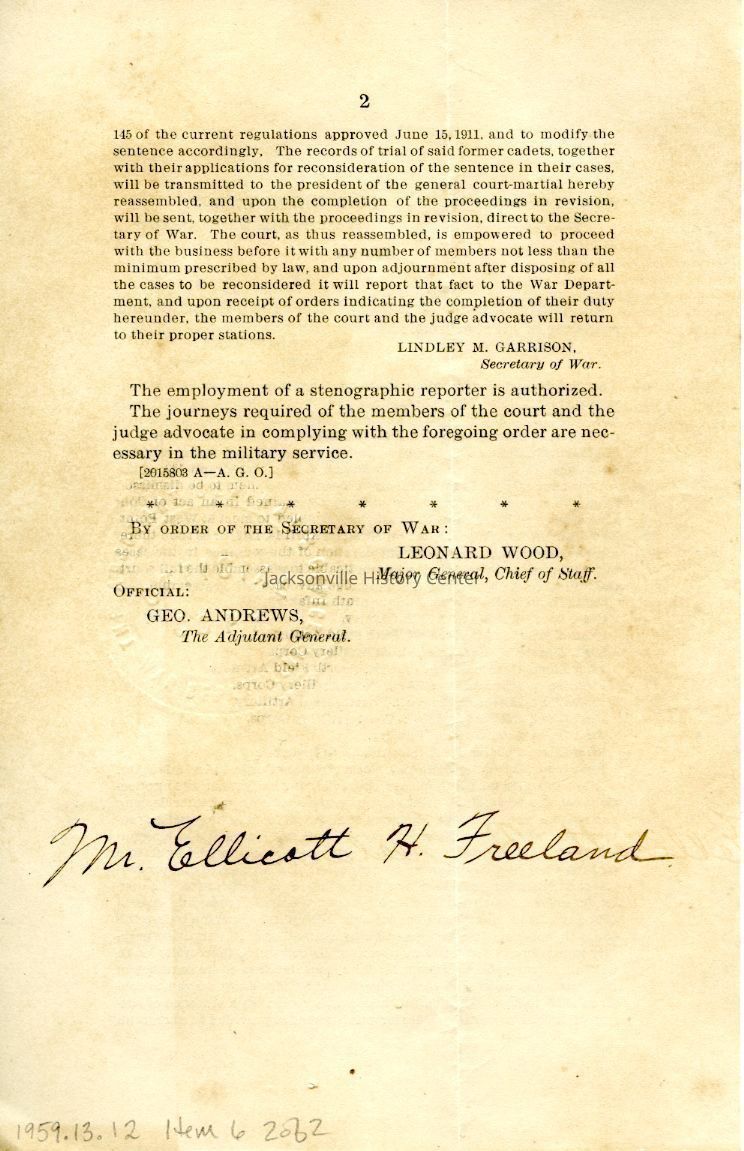 2
145 of the current regulations approved June 15, 1911, and to modify the
sentence accordingly. The records of trial of said former cadets, together
with their applications for reconsideration of the sentence in their cases,
will be transmitted to the president of the general court-martial hereby
reassembled, and upon the completion of the proceedings in revision,
will be sent, together with the proceedings in revision, direct to the Secre-
tary of War. The court, as thus reassembled, is empowered to proceed
with the business before it with any number of members not less than the
minimum prescribed by law, and upon adjournment after disposing of all
the cases to be reconsidered it will report that fact to the War Depart-
ment, and upon receipt of orders indicating the completion of their duty
hereunder, the members of the court and the judge advocate will return
to their proper stations.
LINDLEY M. GARRISON,
Secretary of War.
The employment of a stenographic reporter is authorized.
The journeys required of the members of the court and the
judge advocate in complying with the foregoing order are nec-
essary in the military service.
[2015803 A—A. G. O.]
* * * * * * *
BY ORDER OF THE SECRETARY OF WAR:
LEONARD WOOD,
Major General, Chief of Staff.
Jacksonville History Center
OFFICIAL:
GEO. ANDREWS,
The Adjutant General.
Mr. Ellicott H. Freeland
1959.13.12 Item 6 2of2